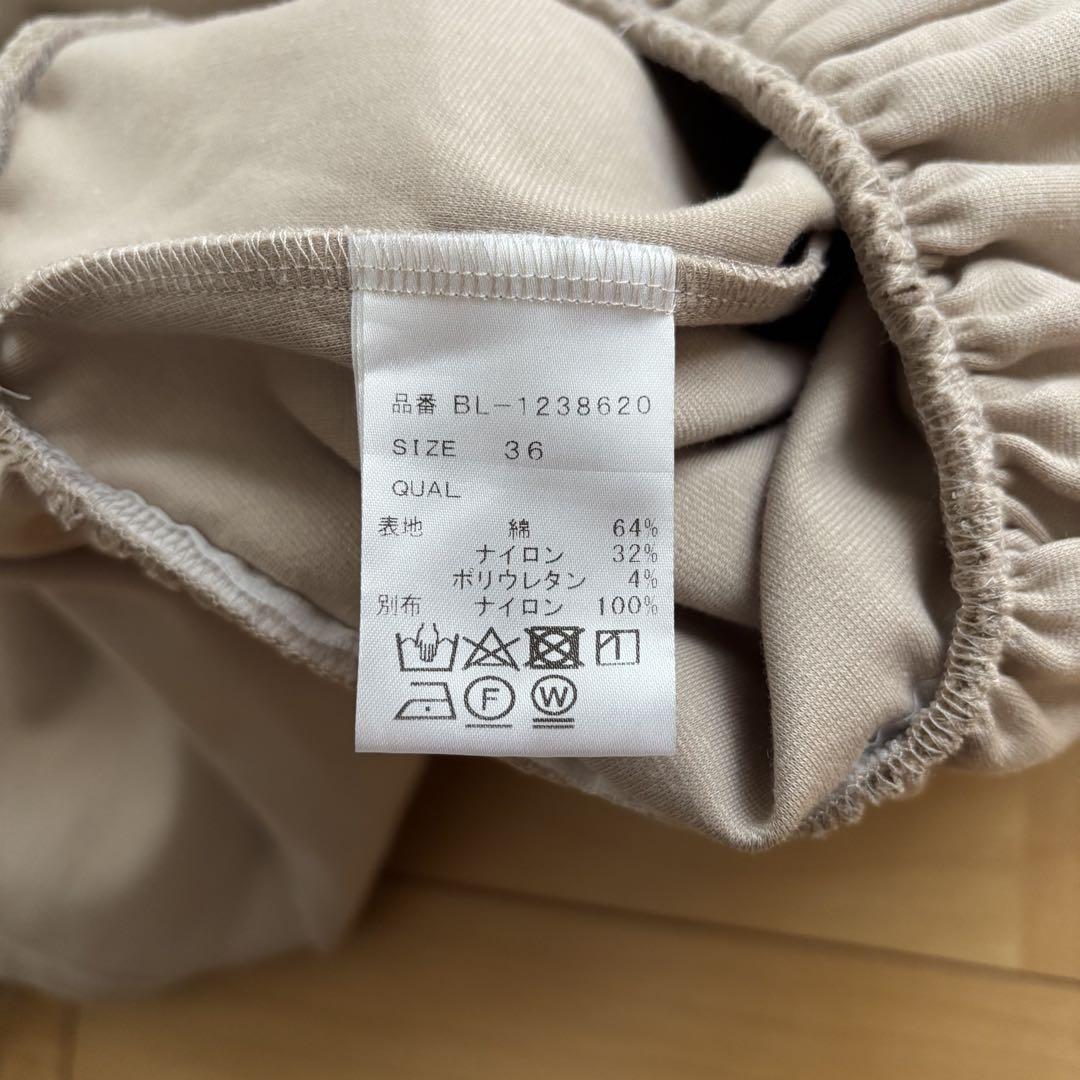 品番 BL-1238620
SIZE 36
QUAL
表地 綿 64%
ナイロン 32%
ポリウレタン 4%
別布 ナイロン 100%
F W